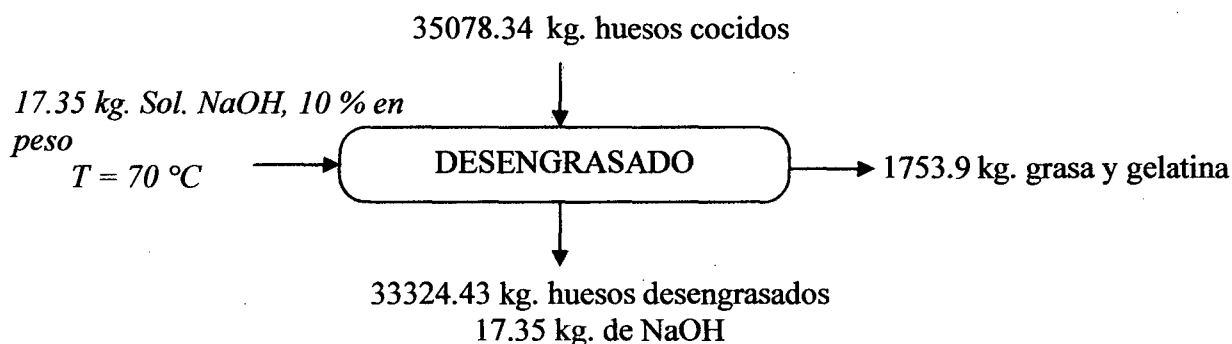 35078.34 kg. huesos cocidos
17.35 kg. Sol. NaOH, 10 % en
peso
T = 70 °C
DESENGRASADO
1753.9 kg. grasa y gelatina
33324.43 kg. huesos desengrasados
17.35 kg. de NaOH